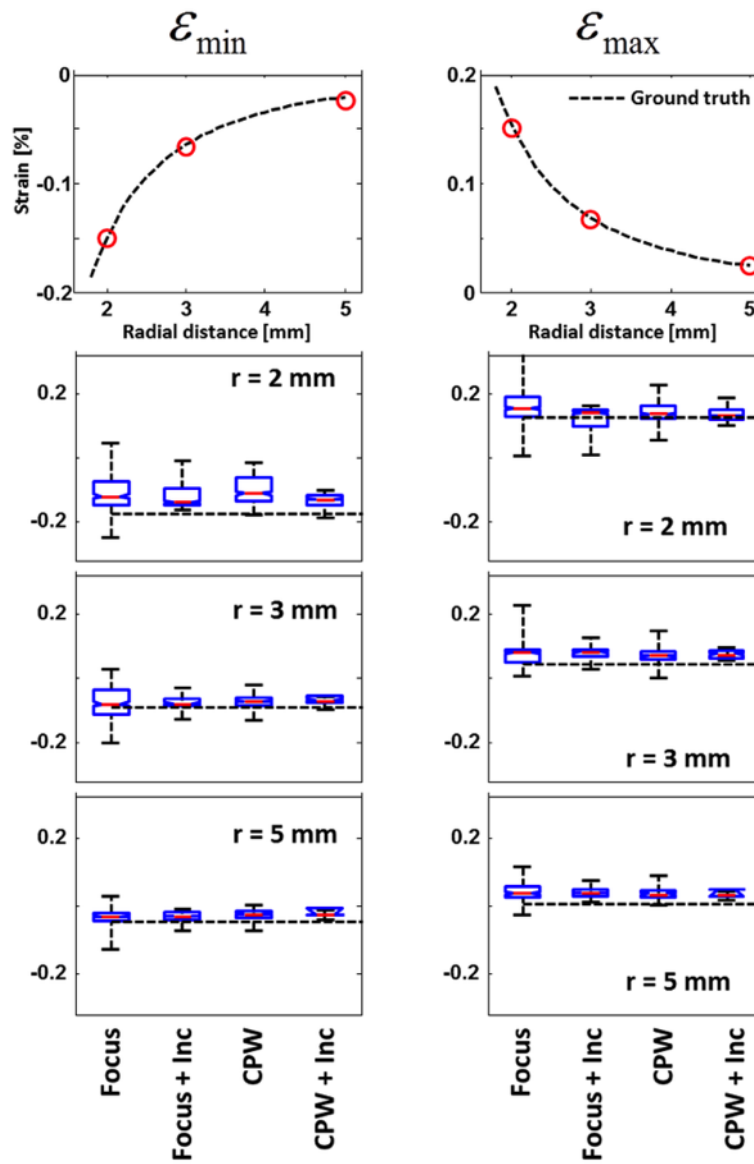 ε min
ε max
0
-0.1
-0.2
Strain [%]
2 3 4 5
Radial distance [mm]
0.2
0.1
0
Ground truth
2 3 4 5
Radial distance [mm]
0.2
-0.2
r = 2 mm
0.2
-0.2
r = 2 mm
0.2
-0.2
r = 3 mm
0.2
-0.2
r = 3 mm
0.2
-0.2
r = 5 mm
0.2
-0.2
r = 5 mm
Focus
Focus + Inc
CPW
CPW + Inc
Focus
Focus + Inc
CPW
CPW + Inc